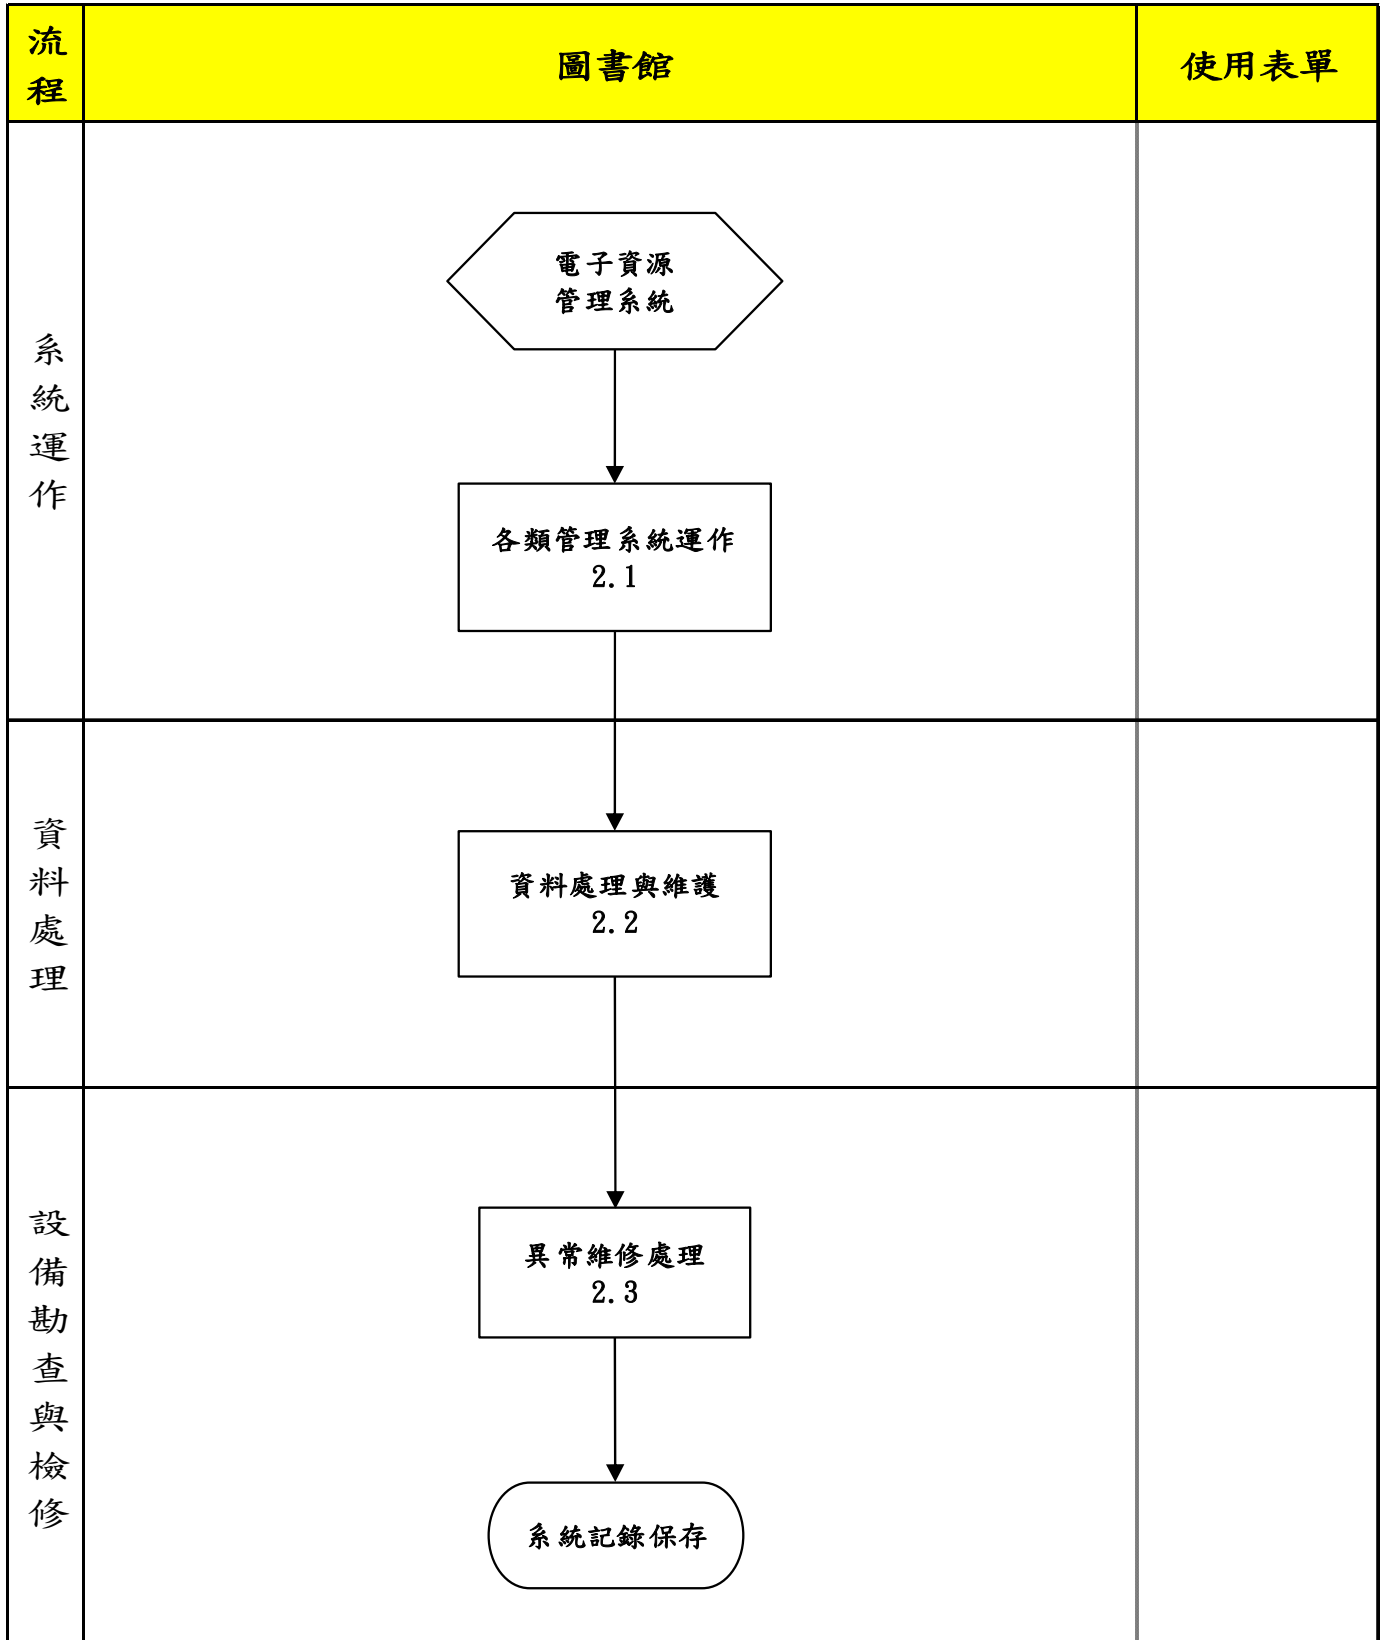 流程
圖書館
使用表單
系統運作
電子資源
管理系統
各類管理系統運作
2.1
資料處理
資料處理與維護
2.2
設備勘查與檢修
異常維修處理
2.3
系統記錄保存